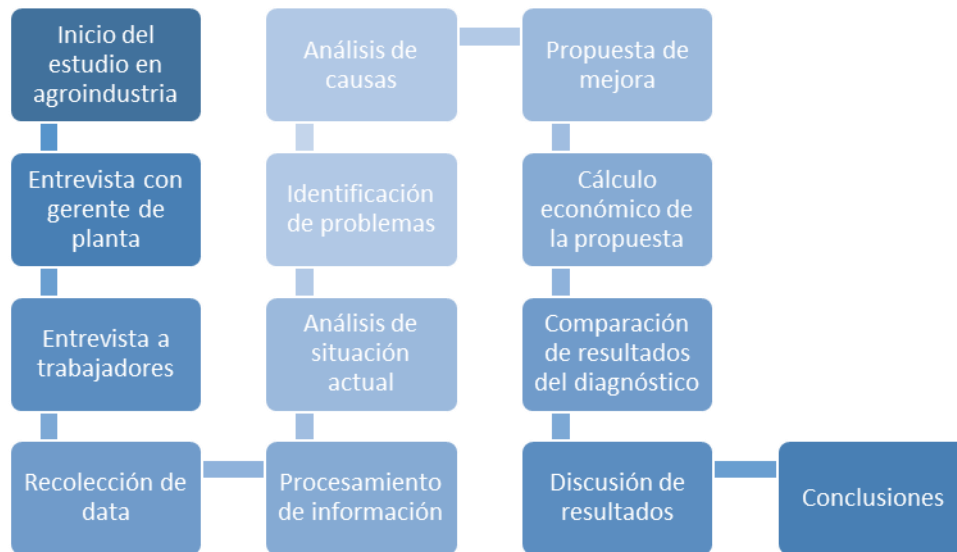 Inicio del
estudio en
agroindustria
Entrevista con
gerente de
planta
Entrevista a
trabajadores
Recolección de
data
Procesamiento
de información
Análisis de
situación
actual
Identificación
de problemas
Análisis de
causas
Propuesta de
mejora
Cálculo
económico de
la propuesta
Comparación
de resultados
del diagnóstico
Discusión de
resultados
Conclusiones